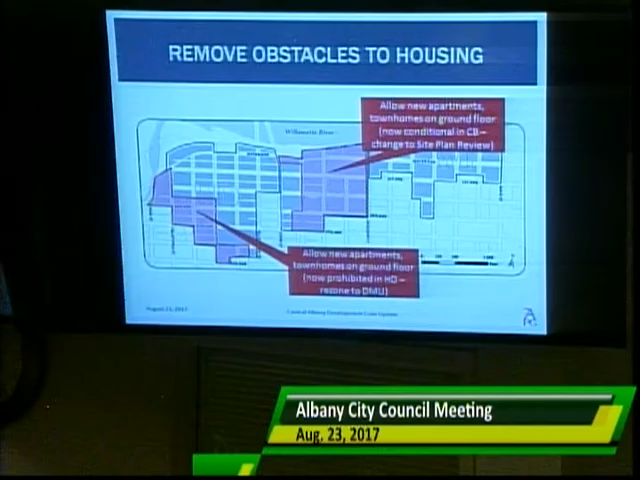 REMOVE OBSTACLES TO HOUSING
Allow new apartments,
townhomes on ground floor
(now conditional in CB –
change to Site Plan Review)
Willamette River
Allow new apartments,
townhomes on ground floor
(now prohibited in HD –
rezone to DMU)
August 23, 2017
Central Albany Development Code Update
Albany City Council Meeting
Aug. 23, 2017